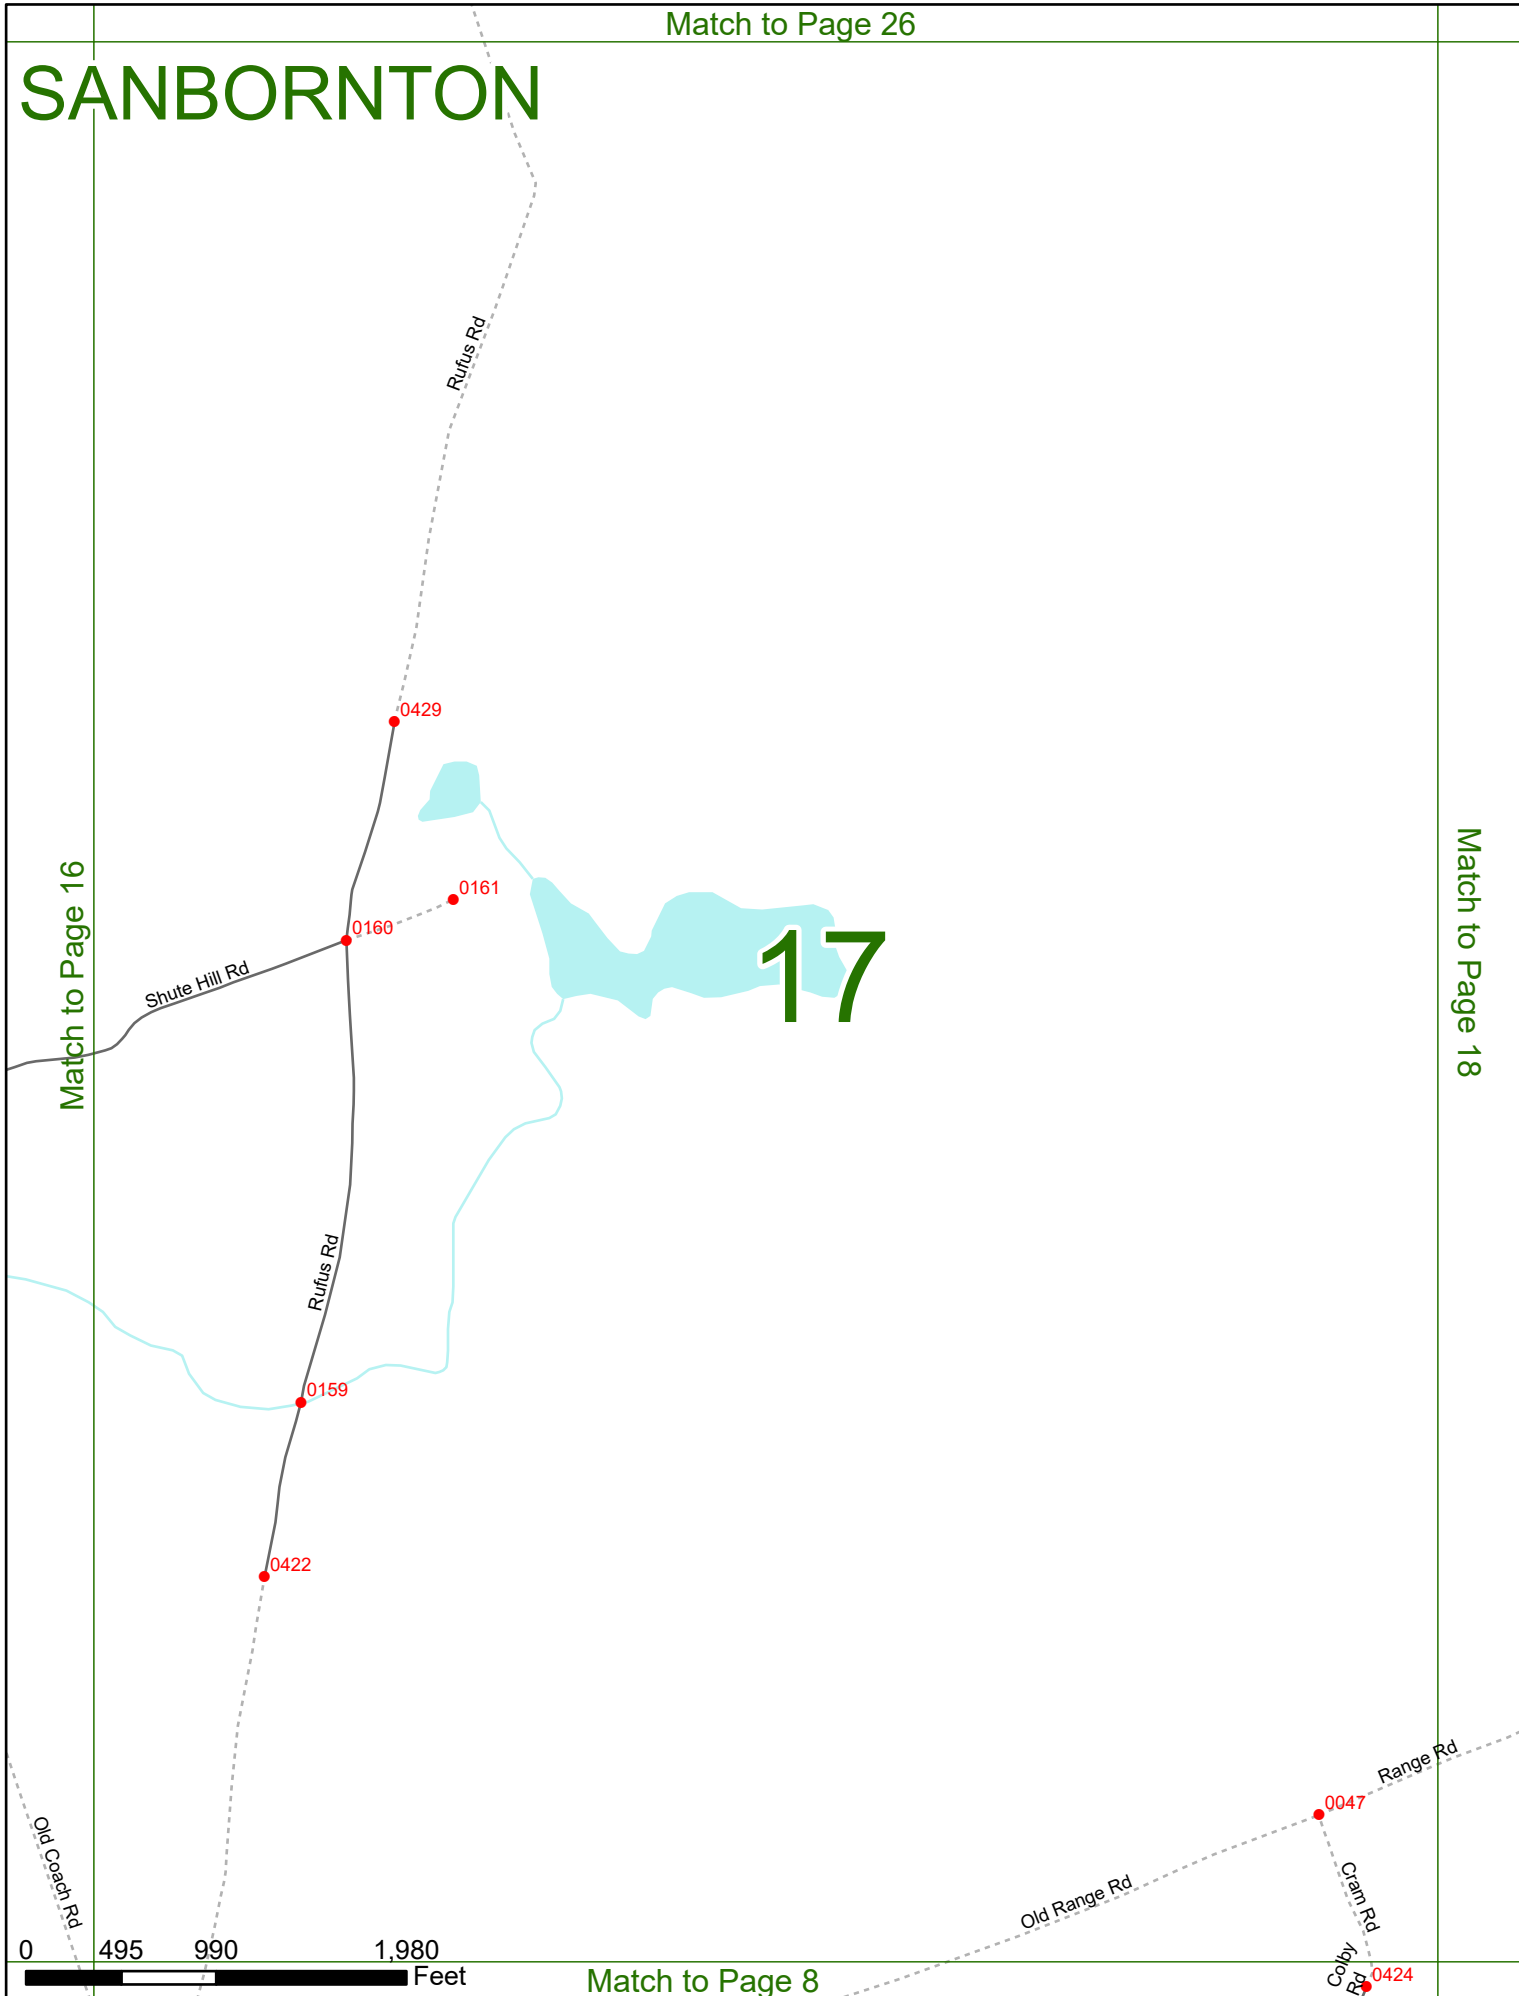 Match to Page 26
SANBORNTON
Rufus Rd
0429
0161
0160
17
Shute Hill Rd
Match to Page 16
Match to Page 18
Rufus Rd
0159
0422
Range Rd
0047
Old Coach Rd
Old Range Rd
Cram Rd
Colby
Rd
0424
0 495 990 1,980
Feet
Match to Page 8